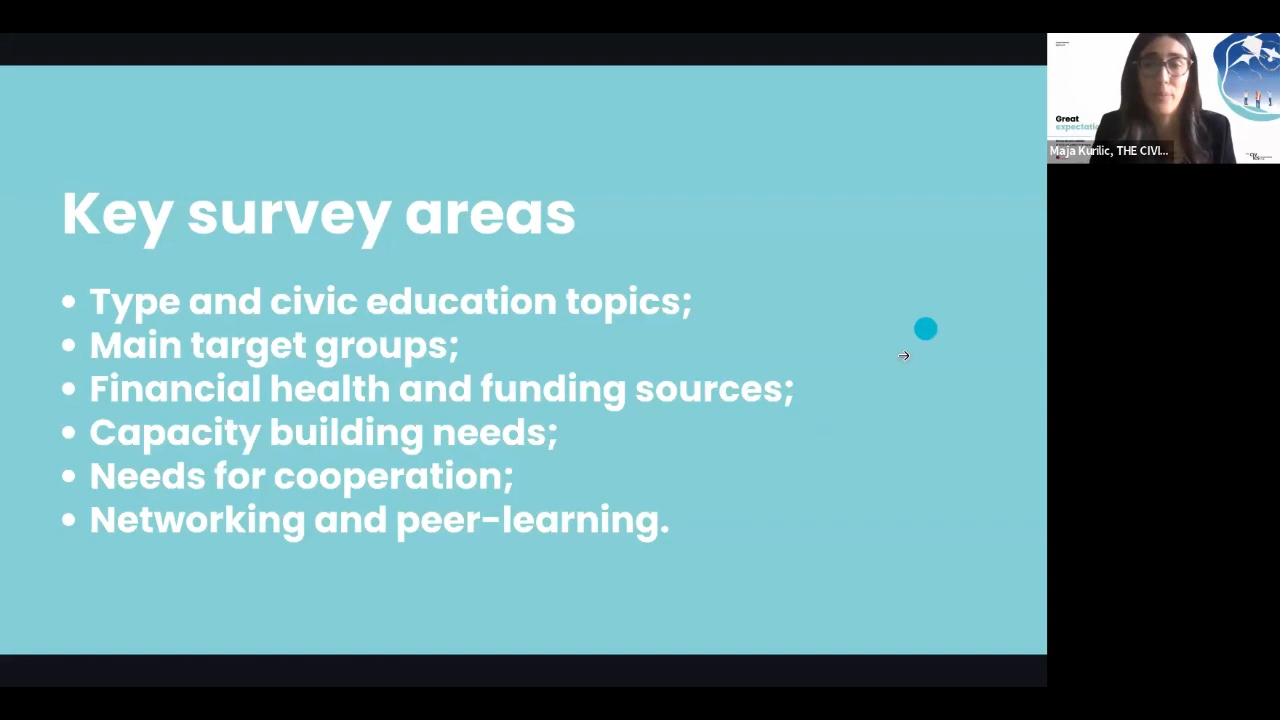 Key survey areas
• Type and civic education topics;
• Main target groups;
• Financial health and funding sources;
• Capacity building needs;
• Needs for cooperation;
• Networking and peer-learning.
Great
Maja Kurilic, THE CIVI...